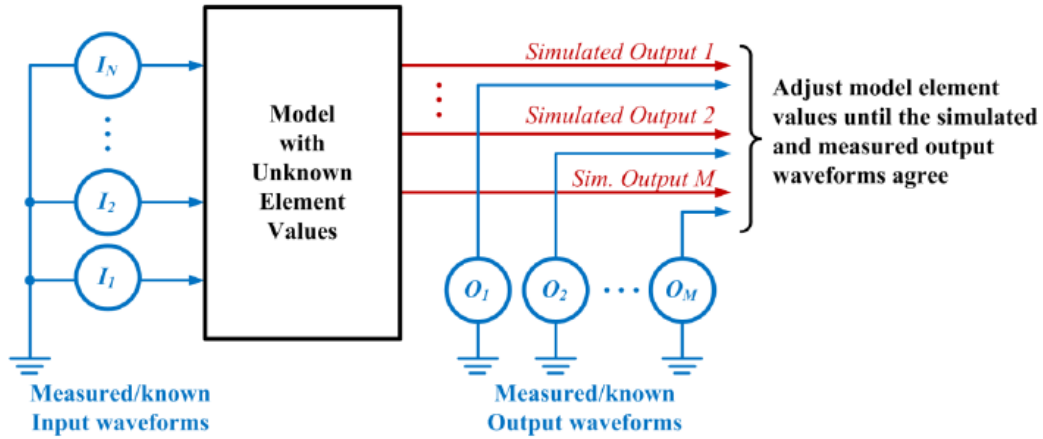 I_N
I_2
I_1
Model
with
Unknown
Element
Values
Simulated Output 1
Simulated Output 2
Sim. Output M
Adjust model element
values until the simulated
and measured output
waveforms agree
O_1
O_2
O_M
Measured/known
Input waveforms
Measured/known
Output waveforms